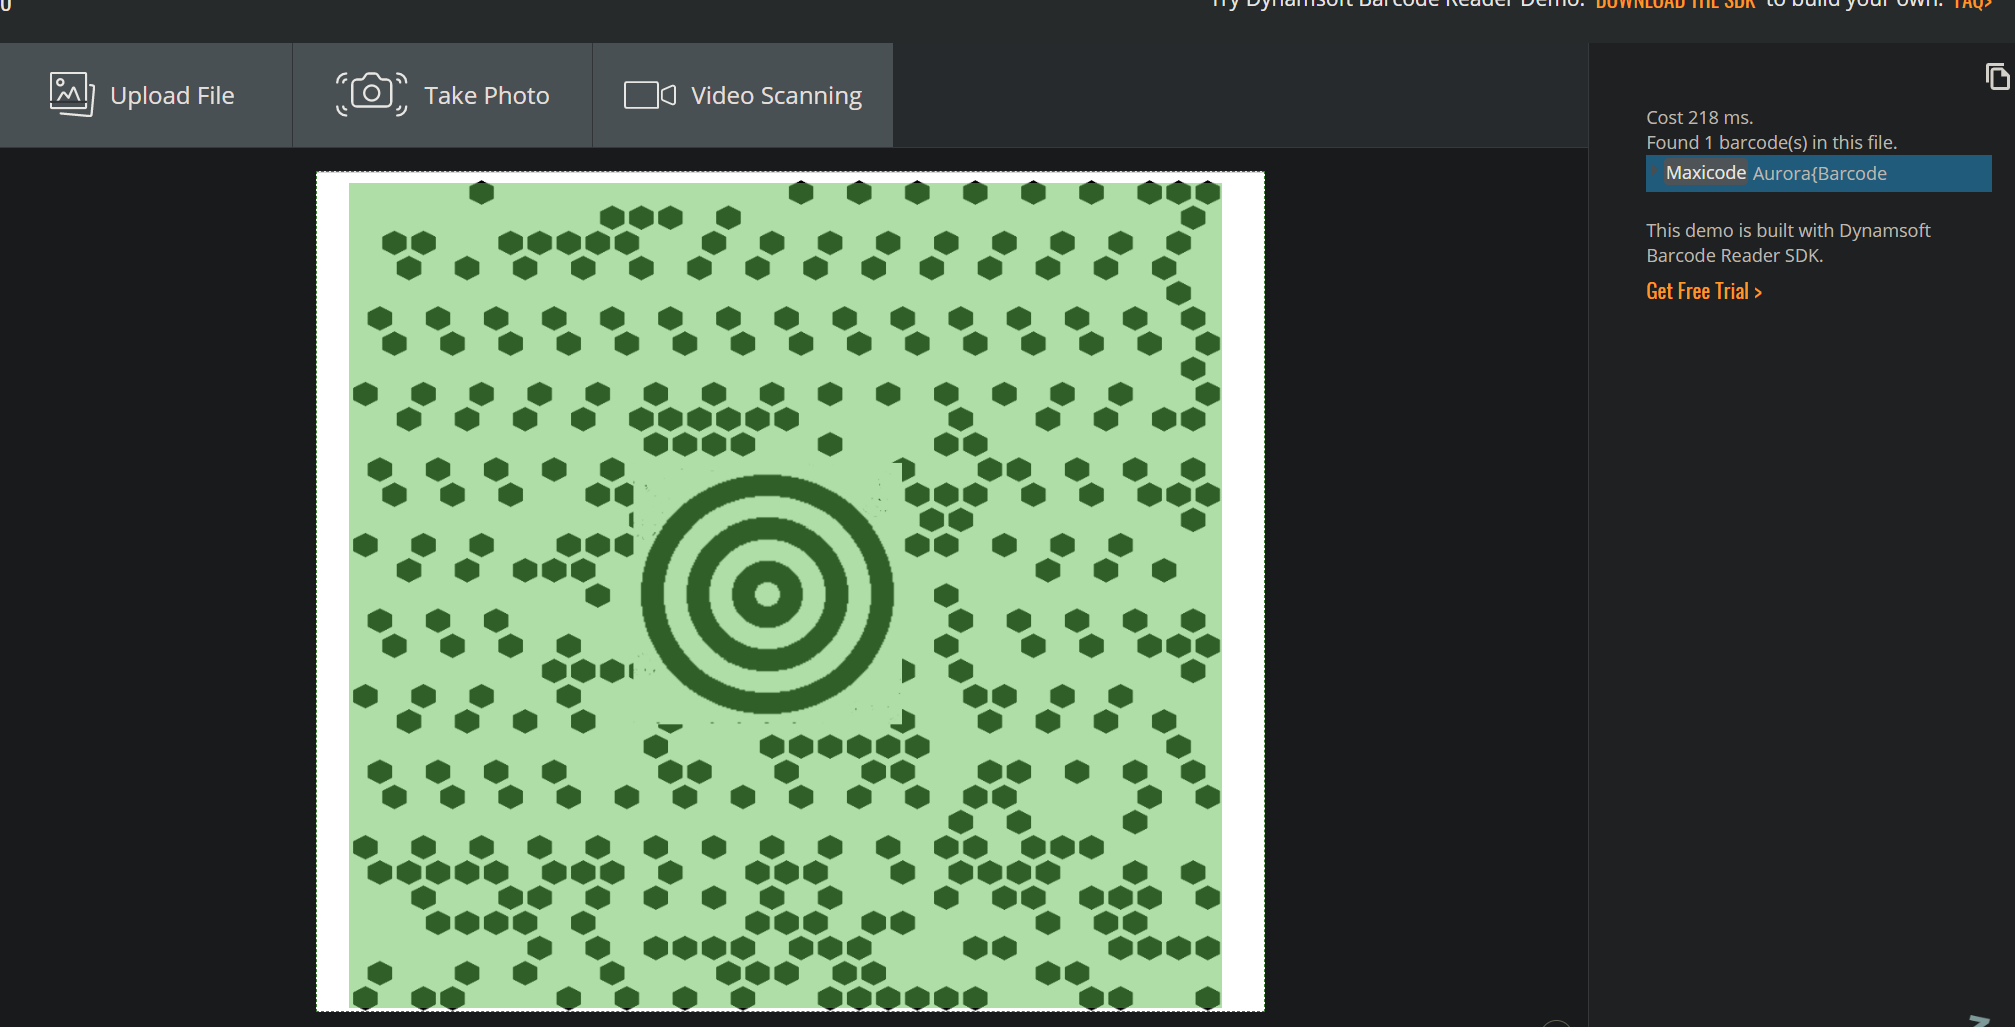 Try Dynamsoft Barcode Reader Demo. DOWNLOAD THE SDK to build your own. FAQ>
Upload File
Take Photo
Video Scanning
Cost 218 ms.
Found 1 barcode(s) in this file.
Maxicode Aurora{Barcode
This demo is built with Dynamsoft
Barcode Reader SDK.
Get Free Trial >